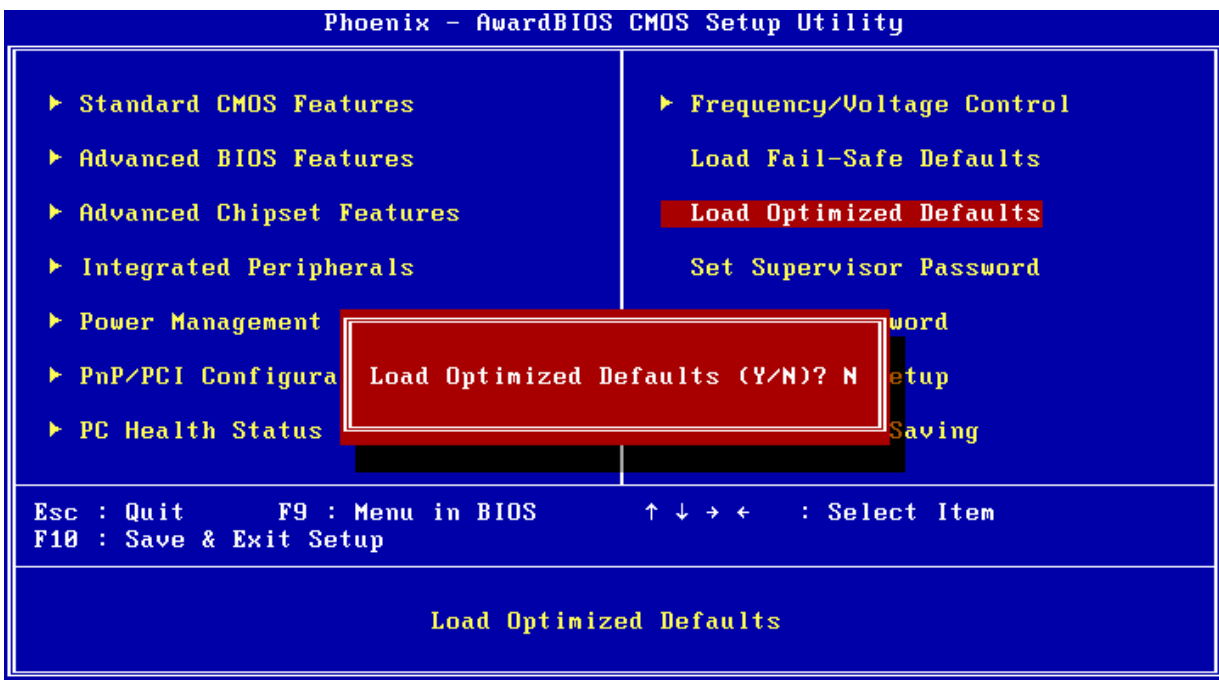 Phoenix - AwardBIOS CMOS Setup Utility
▶ Standard CMOS Features
▶ Advanced BIOS Features
▶ Advanced Chipset Features
▶ Integrated Peripherals
▶ Power Management
▶ PnP/PCI Configura
▶ PC Health Status
▶ Frequency/Voltage Control
Load Fail-Safe Defaults
Load Optimized Defaults
Set Supervisor Password
word
etup
Saving
Load Optimized Defaults (Y/N)? N
Esc : Quit F9 : Menu in BIOS ↑ ↓ → ← : Select Item
F10 : Save & Exit Setup
Load Optimized Defaults